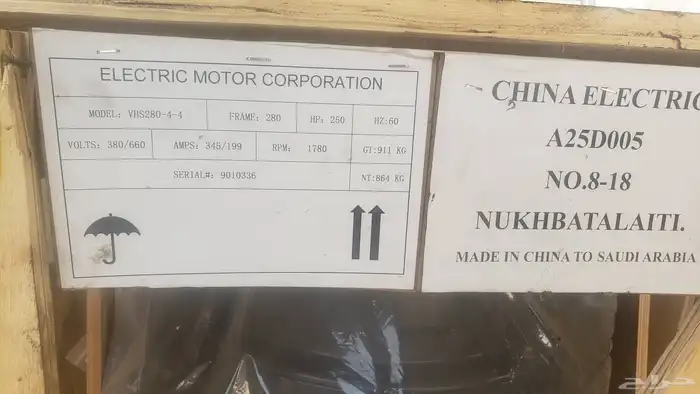 ELECTRIC MOTOR CORPORATION
MODEL: VHS280-4-4 FRAME: 280 HP: 250 HZ:60
VOLTS: 380/660 AMPS: 345/199 RPM: 1780 GT:911 KG
SERIAL#: 9010336 NT:864 KG
CHINA ELECTRIC
A25D005
NO.8-18
NUKHBATALAITI.
MADE IN CHINA TO SAUDI ARABIA
حراج